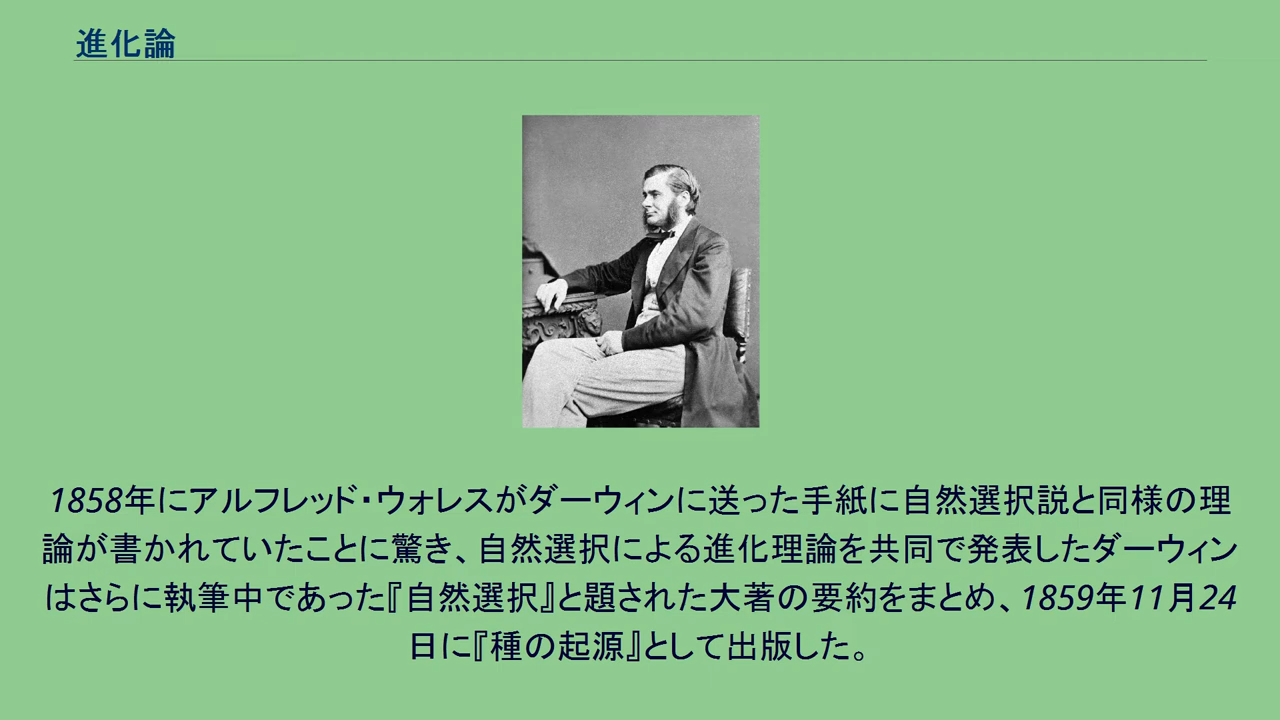 進化論
1858年にアルフレッド・ウォレスがダーウィンに送った手紙に自然選択説と同様の理
論が書かれていたことに驚き、自然選択による進化理論を共同で発表したダーウィン
はさらに執筆中であった『自然選択』と題された大著の要約をまとめ、1859年11月24
日に『種の起源』として出版した。